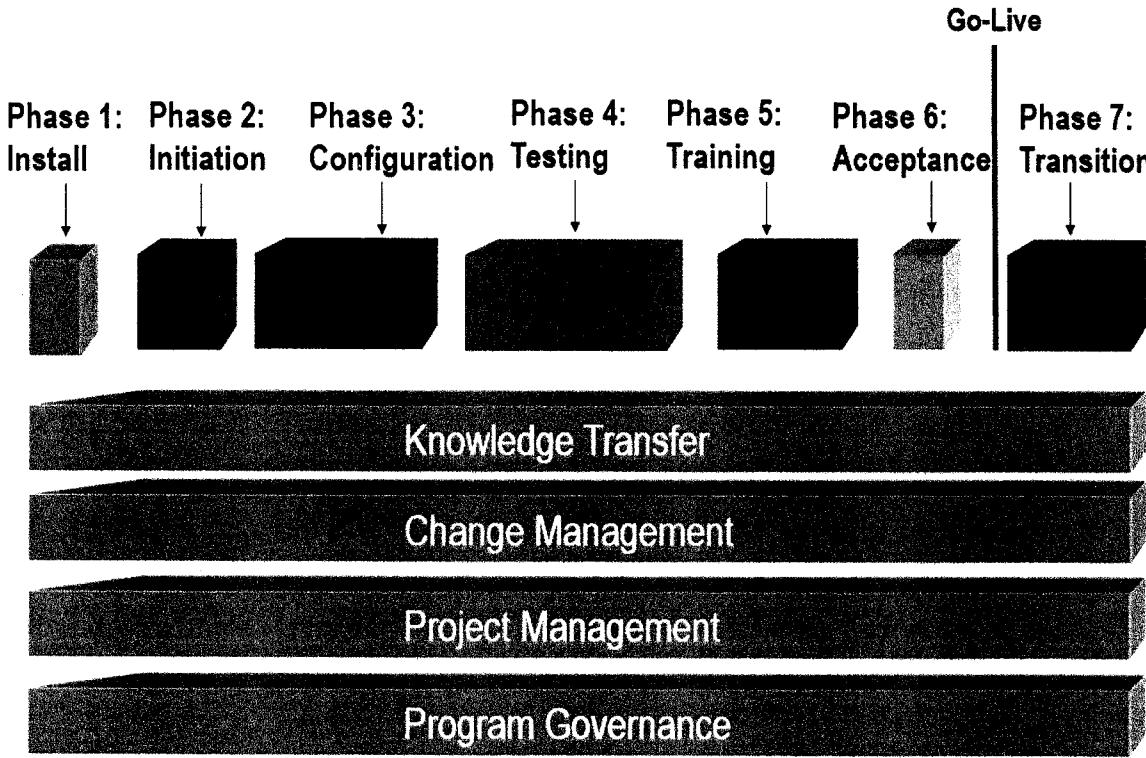 Go-Live
Phase 1:
Install
Phase 2:
Initiation
Phase 3:
Configuration
Phase 4:
Testing
Phase 5:
Training
Phase 6:
Acceptance
Phase 7:
Transition
Knowledge Transfer
Change Management
Project Management
Program Governance